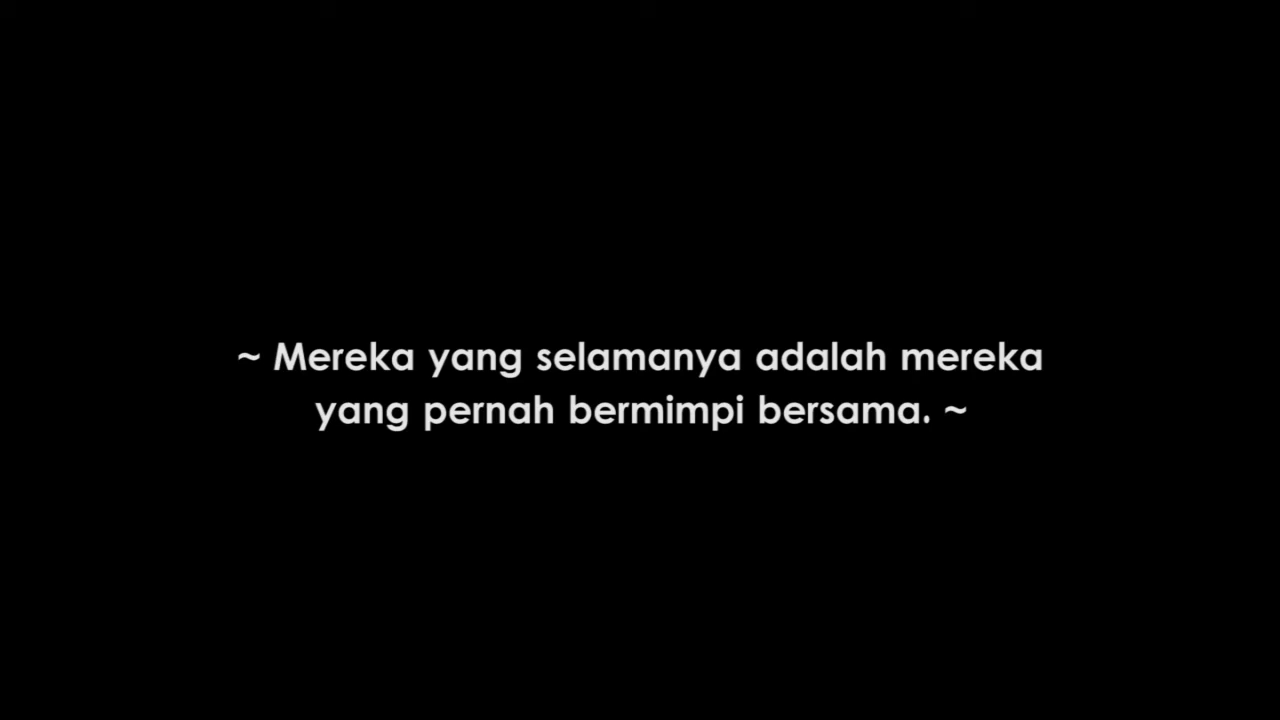 ~ Mereka yang selamanya adalah mereka
yang pernah bermimpi bersama. ~